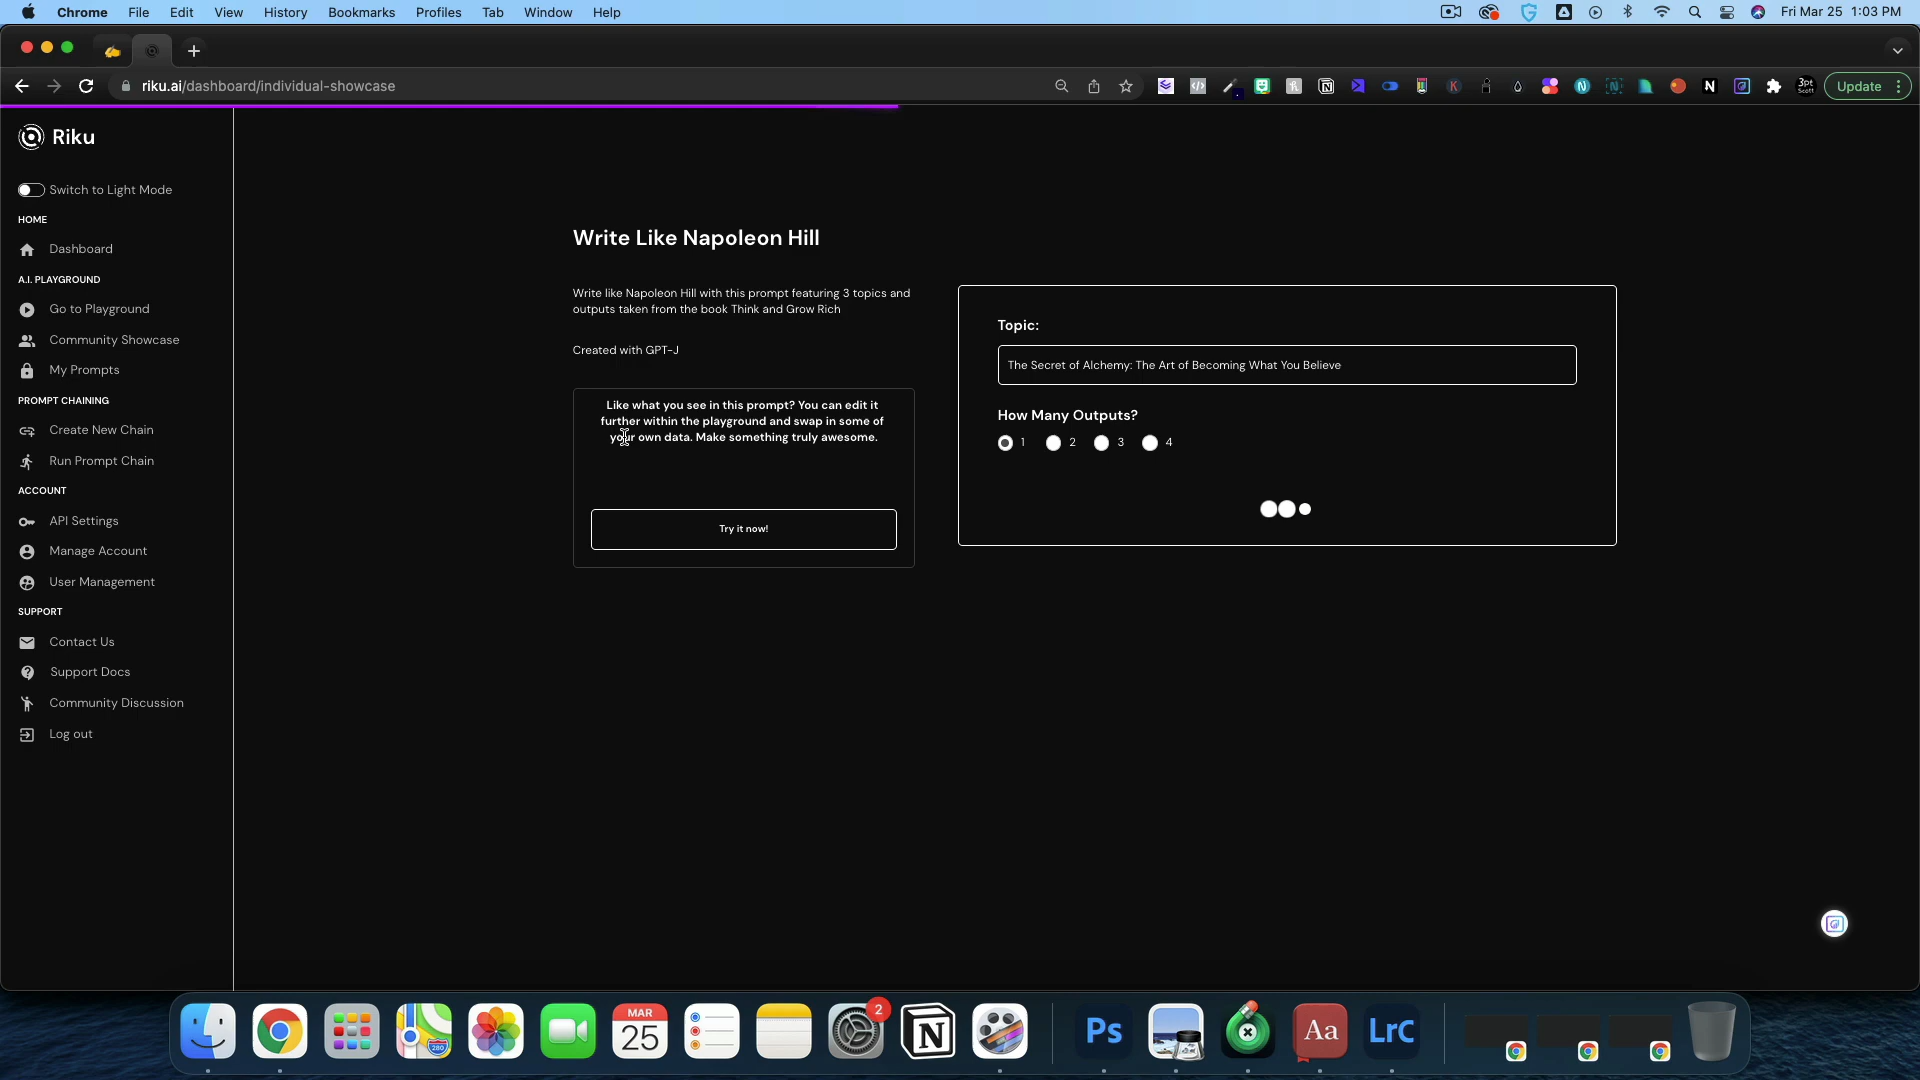 Chrome File Edit View History Bookmarks Profiles Tab Window Help Fri Mar 25 1:03 PM
riku.ai/dashboard/individual-showcase Update
Riku
Switch to Light Mode
HOME
Dashboard
A.I. PLAYGROUND
Go to Playground
Community Showcase
My Prompts
PROMPT CHAINING
Create New Chain
Run Prompt Chain
ACCOUNT
API Settings
Manage Account
User Management
SUPPORT
Contact Us
Support Docs
Community Discussion
Log out
Write Like Napoleon Hill
Write like Napoleon Hill with this prompt featuring 3 topics and
outputs taken from the book Think and Grow Rich
Created with GPT-J
Like what you see in this prompt? You can edit it
further within the playground and swap in some of
your own data. Make something truly awesome.
Try it now!
Topic:
The Secret of Alchemy: The Art of Becoming What You Believe
How Many Outputs?
1 2 3 4
MAR
25
2
Ps
Aa
LrC
280